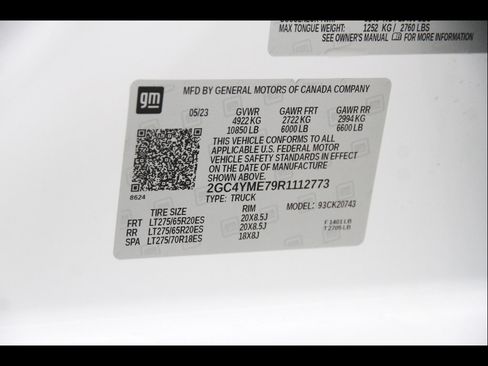 MAX TONGUE WEIGHT: 1252 KG / 2760 LBS
SEE OWNER'S MANUAL FOR MORE INFORMATION
gm
MFD BY GENERAL MOTORS OF CANADA COMPANY
05/23 GVWR GAWR FRT GAWR RR
4922 KG 2722 KG 2994 KG
10850 LB 6000 LB 6600 LB
THIS VEHICLE CONFORMS TO ALL
APPLICABLE U.S. FEDERAL MOTOR
VEHICLE SAFETY STANDARDS IN EFFECT
ON THE DATE OF MANUFACTURE
SHOWN ABOVE.
2GC4YME79R1112773
8624
TYPE: TRUCK
TIRE SIZE RIM MODEL: 93CK20743
FRT LT275/65R20ES 20X8.5J F 1401 LB
RR LT275/65R20ES 20X8.5J T 2705 LB
SPA LT275/70R18ES 18X8J